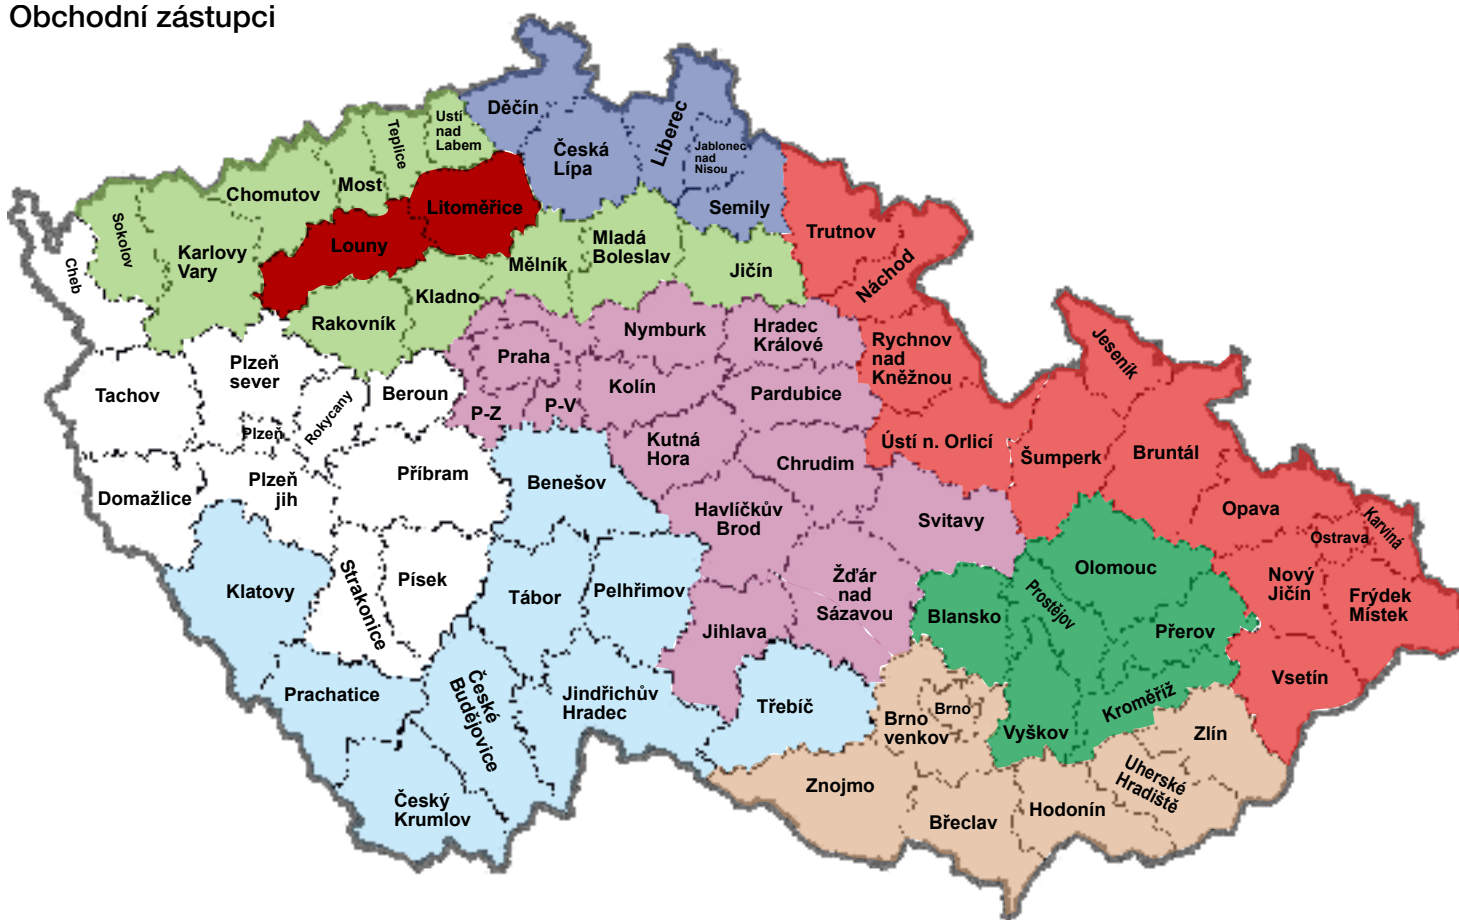 Obchodní zástupci
Děčín
Ustí
nad
Labem
Teplice
Česká
Lípa
Liberec
Jablonec
nad
Nisou
Semily
Chomutov
Most
Litoměřice
Louny
Sokolov
Karlovy
Vary
Cheb
Mělník
Mladá
Boleslav
Jičín
Trutnov
Náchod
Kladno
Rakovník
Nymburk
Hradec
Králové
Rychnov
nad
Kněžnou
Jeseník
Praha
Plzeň
sever
Tachov
Rokycany
Beroun
P-Z
P-V
Kolín
Pardubice
Plzeň
Kutná
Hora
Chrudim
Ústí n. Orlicí
Šumperk
Bruntál
Domažlice
Plzeň
jih
Příbram
Benešov
Havlíčkův
Brod
Svitavy
Opava
Karviná
Ostrava
Klatovy
Strakonice
Písek
Tábor
Pelhřimov
Žďár
nad
Sázavou
Jihlava
Blansko
Prostějov
Olomouc
Přerov
Nový
Jičín
Frýdek
Místek
Prachatice
České
Budějovice
Jindřichův
Hradec
Třebíč
Brno
venkov
Brno
Vyškov
Kroměříž
Vsetín
Zlín
Český
Krumlov
Znojmo
Břeclav
Hodonín
Uherské
Hradiště